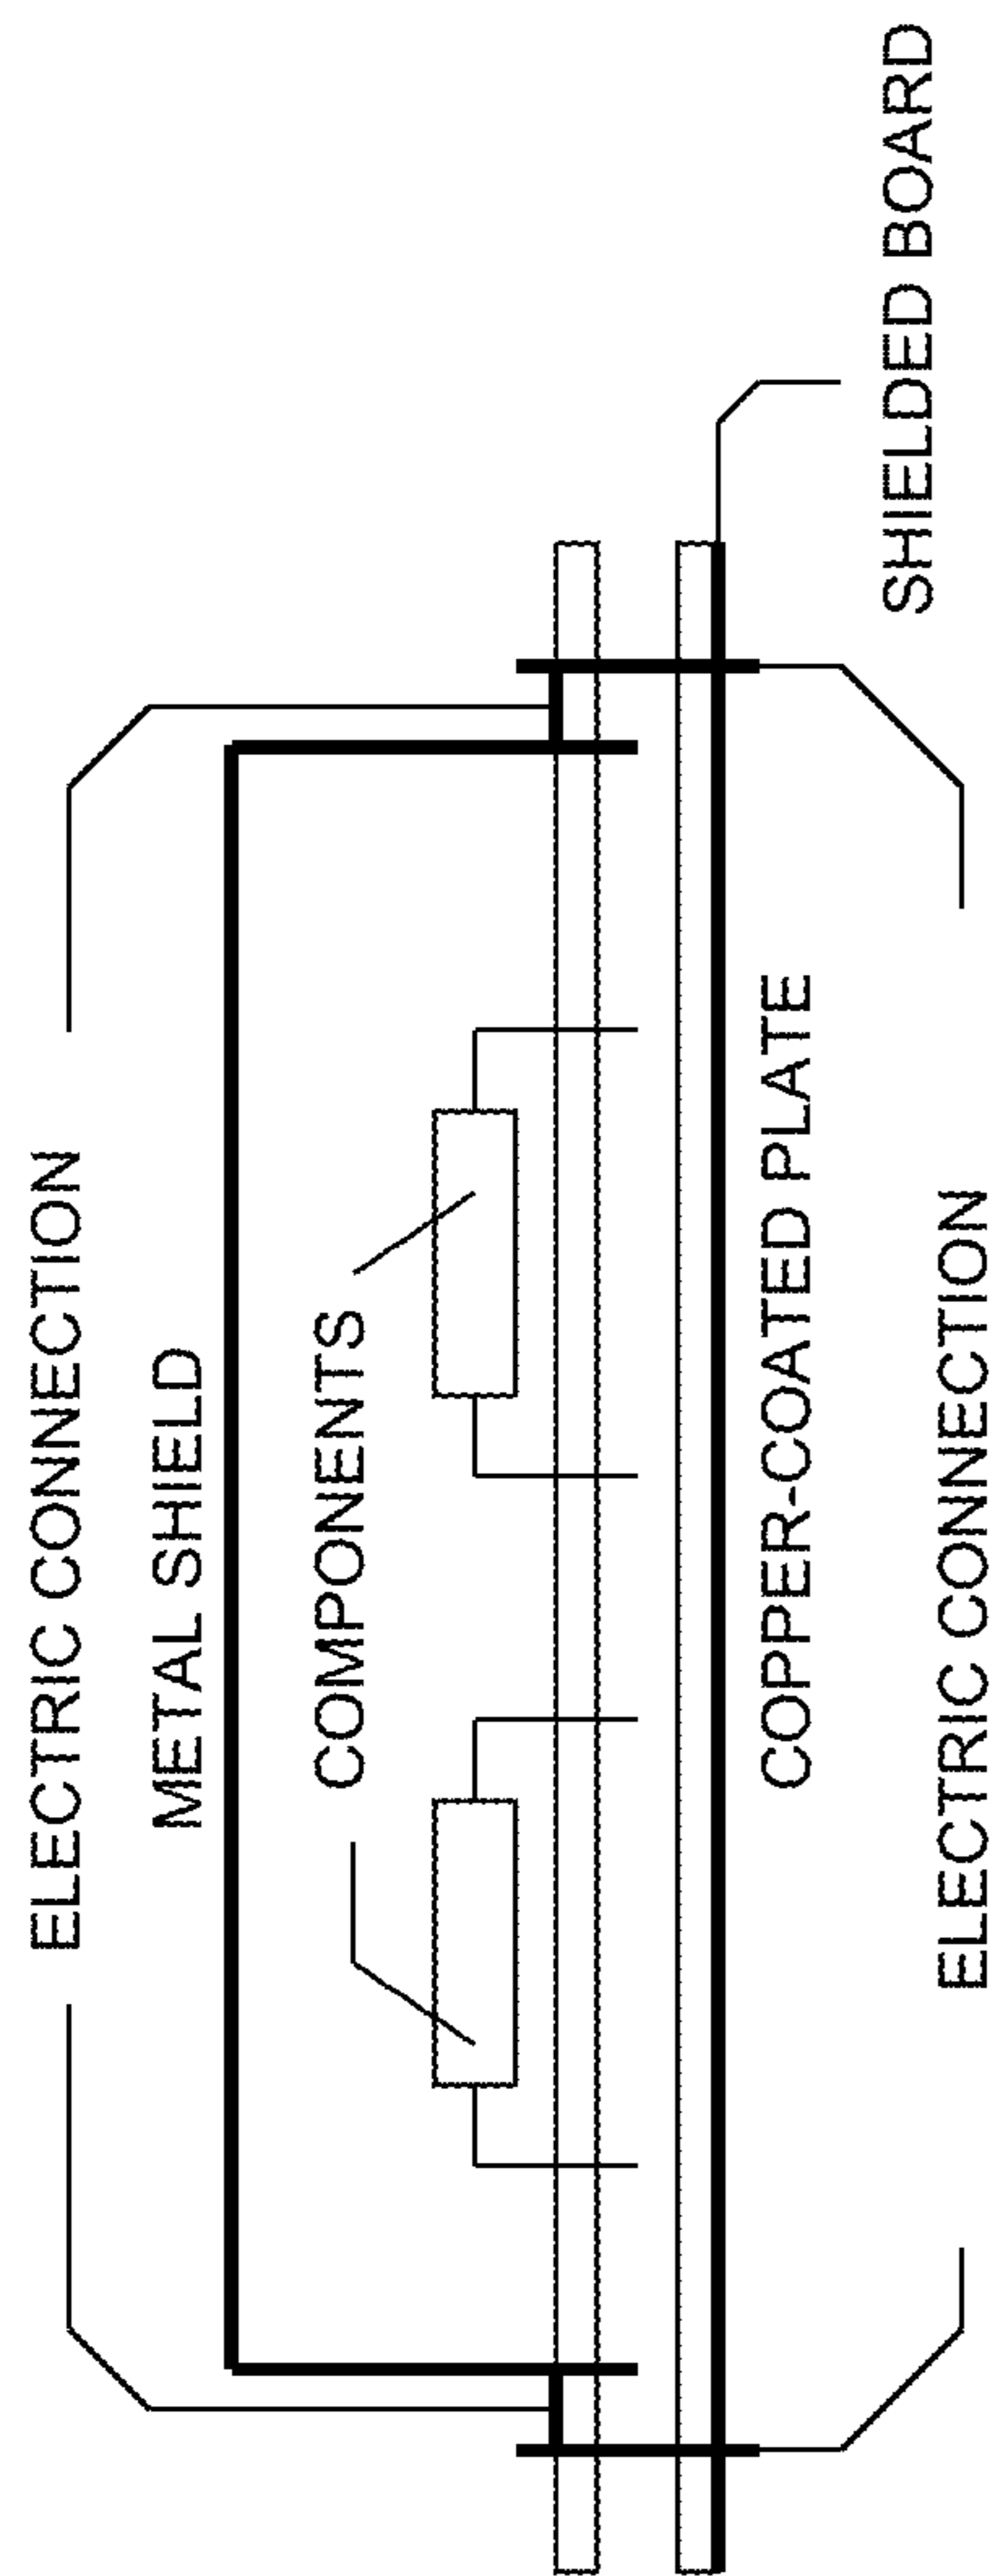 ELECTRIC CONNECTION
METAL SHIELD
COMPONENTS
COPPER-COATED PLATE
SHIELDED BOARD
ELECTRIC CONNECTION